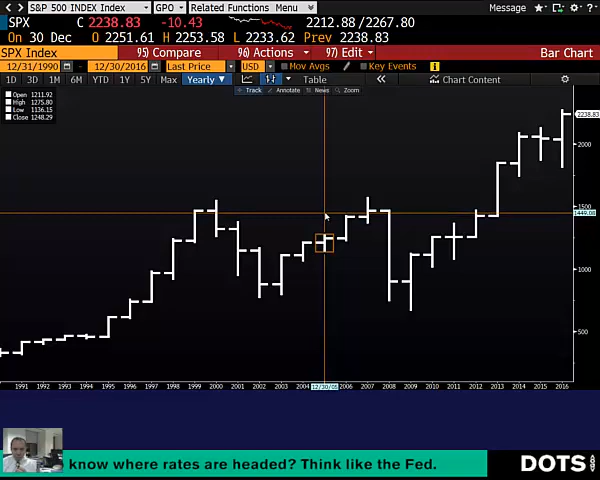 < > S&P 500 INDEX Index GPO Related Functions Menu Message
SPX C 2238.83 -10.43 2212.88/2267.80
On 30 Dec O 2251.61 H 2253.58 L 2233.62 Prev 2238.83
SPX Index 95) Compare 96) Actions 97) Edit Bar Chart
12/31/1990 - 12/30/2016 Last Price USD Mov Avgs Key Events
1D 3D 1M 6M YTD 1Y 5Y Max Yearly Table Chart Content
Track Annotate News Zoom
Open 1211.92
High 1275.80
Low 1136.15
Close 1248.29
2238.83
2000
1500
1449.08
1000
500
1991 1992 1993 1994 1995 1996 1997 1998 1999 2000 2001 2002 2003 2004 12/30/05 2006 2007 2008 2009 2010 2011 2012 2013 2014 2015 2016
know where rates are headed? Think like the Fed.
DOTS